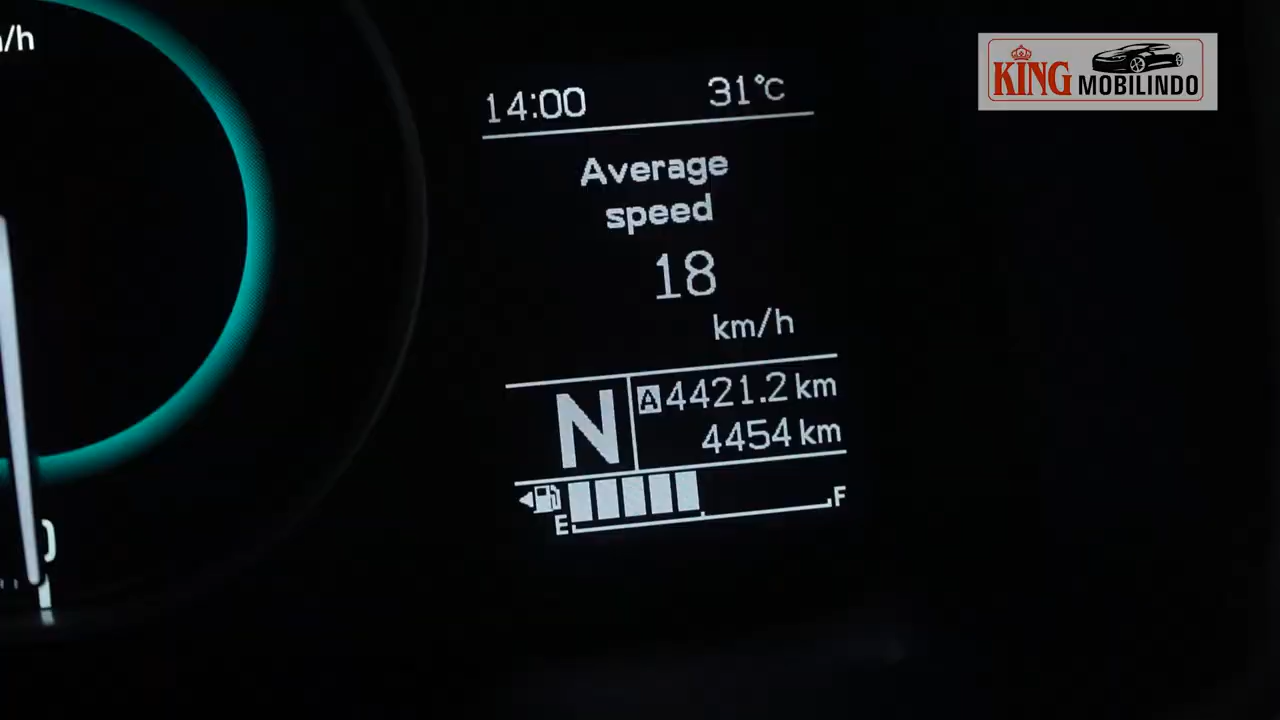 KING
MOBILINDO
14:00 31°C
Average
speed
18
km/h
N A 4421.2 km
4454 km
E F